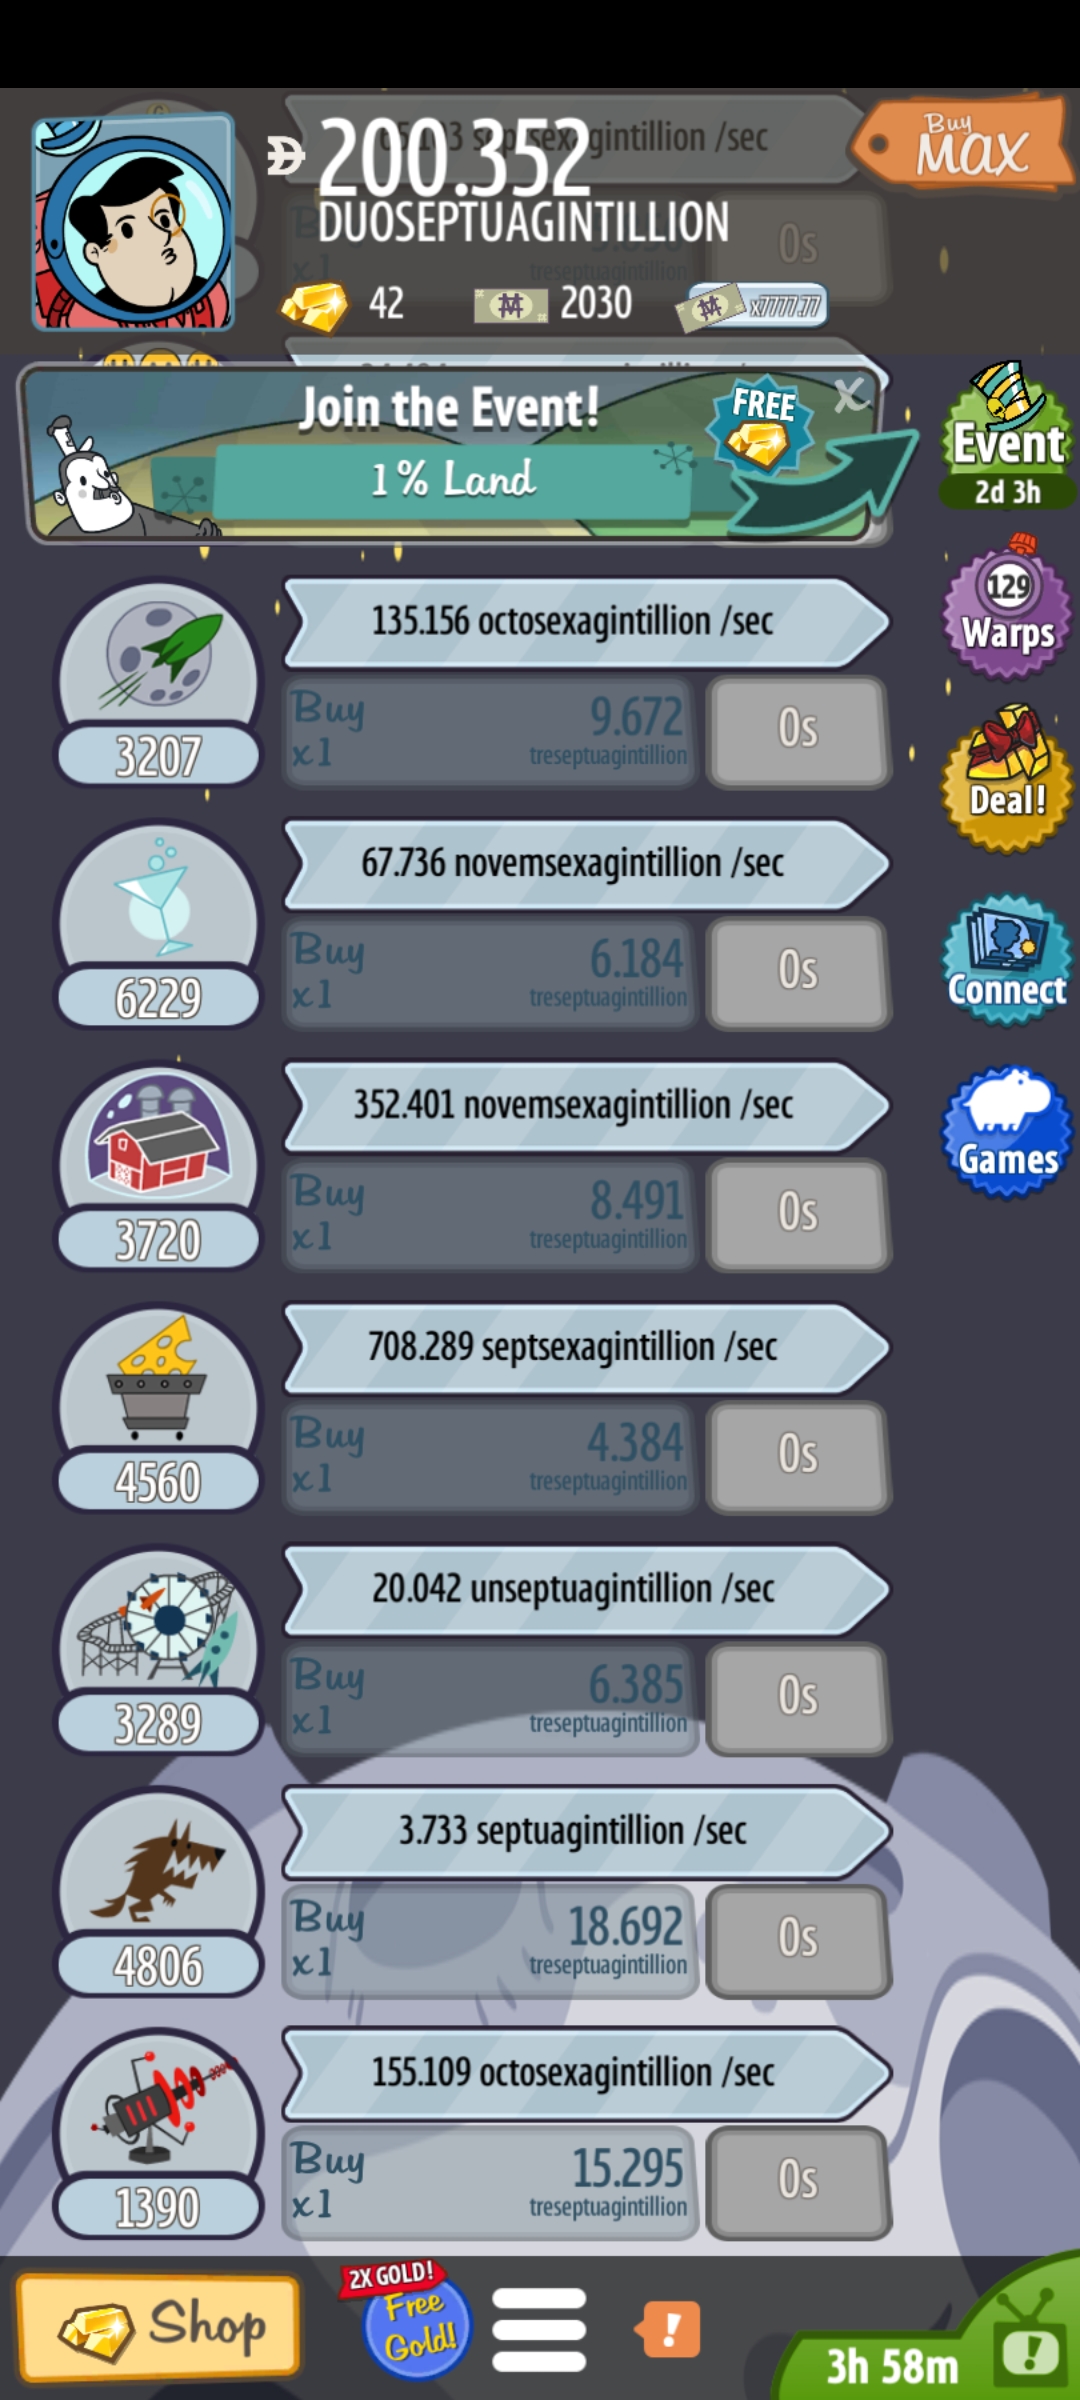 /sec
Buy
MAX
200.352
DUOSEPTUAGINTILLION
0s
x1
treseptuagintillion
42
2030
x7777.77
Join the Event!
FREE
X
1% Land
Event
2d 3h
135.156 octosexagintillion /sec
129
Warps
Buy
x1
9.672
treseptuagintillion
0s
3207
Deal!
67.736 novemsexagintillion /sec
Buy
x1
6.184
treseptuagintillion
0s
6229
Connect
352.401 novemsexagintillion /sec
Buy
x1
8.491
treseptuagintillion
0s
3720
Games
708.289 septsexagintillion /sec
Buy
x1
4.384
treseptuagintillion
0s
4560
20.042 unseptuagintillion /sec
Buy
x1
6.385
treseptuagintillion
0s
3289
3.733 septuagintillion /sec
Buy
x1
18.692
treseptuagintillion
0s
4806
155.109 octosexagintillion /sec
Buy
x1
15.295
treseptuagintillion
0s
1390
Shop
2X GOLD!
Free
Gold!
!
3h 58m
!